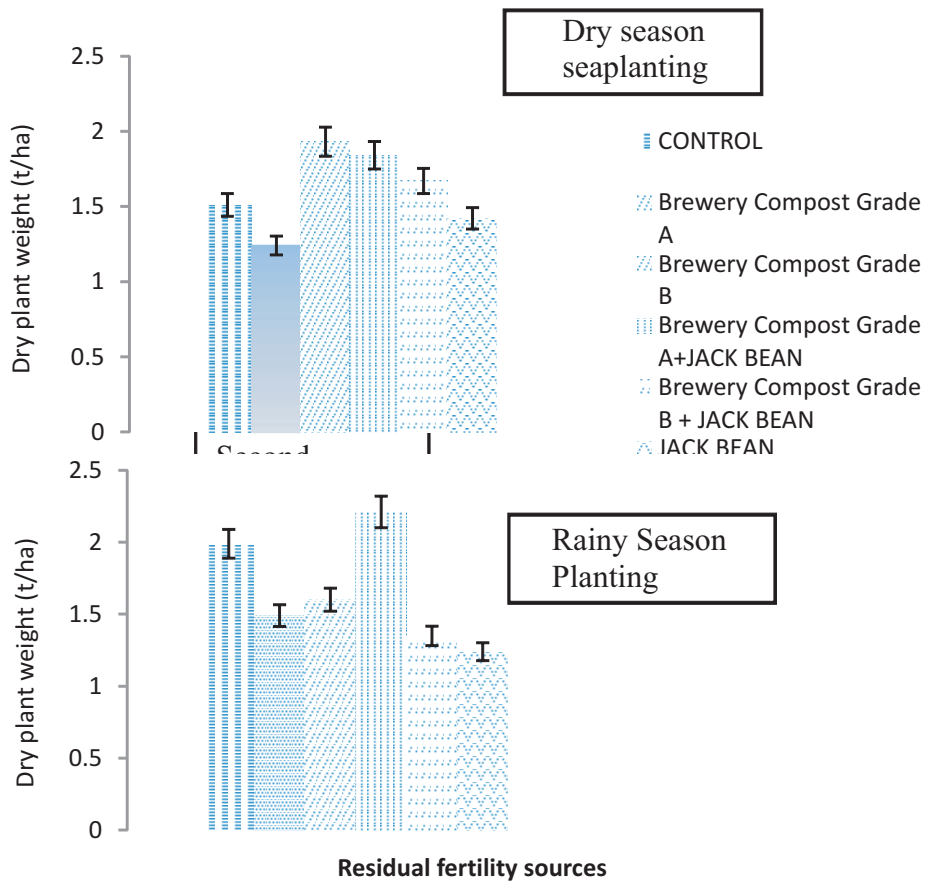 Dry season
seaplanting
Dry plant weight (t/ha)
2.5
2
1.5
1
0.5
0
CONTROL
Brewery Compost Grade
A
Brewery Compost Grade
B
Brewery Compost Grade
A+JACK BEAN
Brewery Compost Grade
B + JACK BEAN
JACK BEAN
Second
Dry plant weight (t/ha)
2.5
2
1.5
1
0.5
0
Rainy Season
Planting
Residual fertility sources